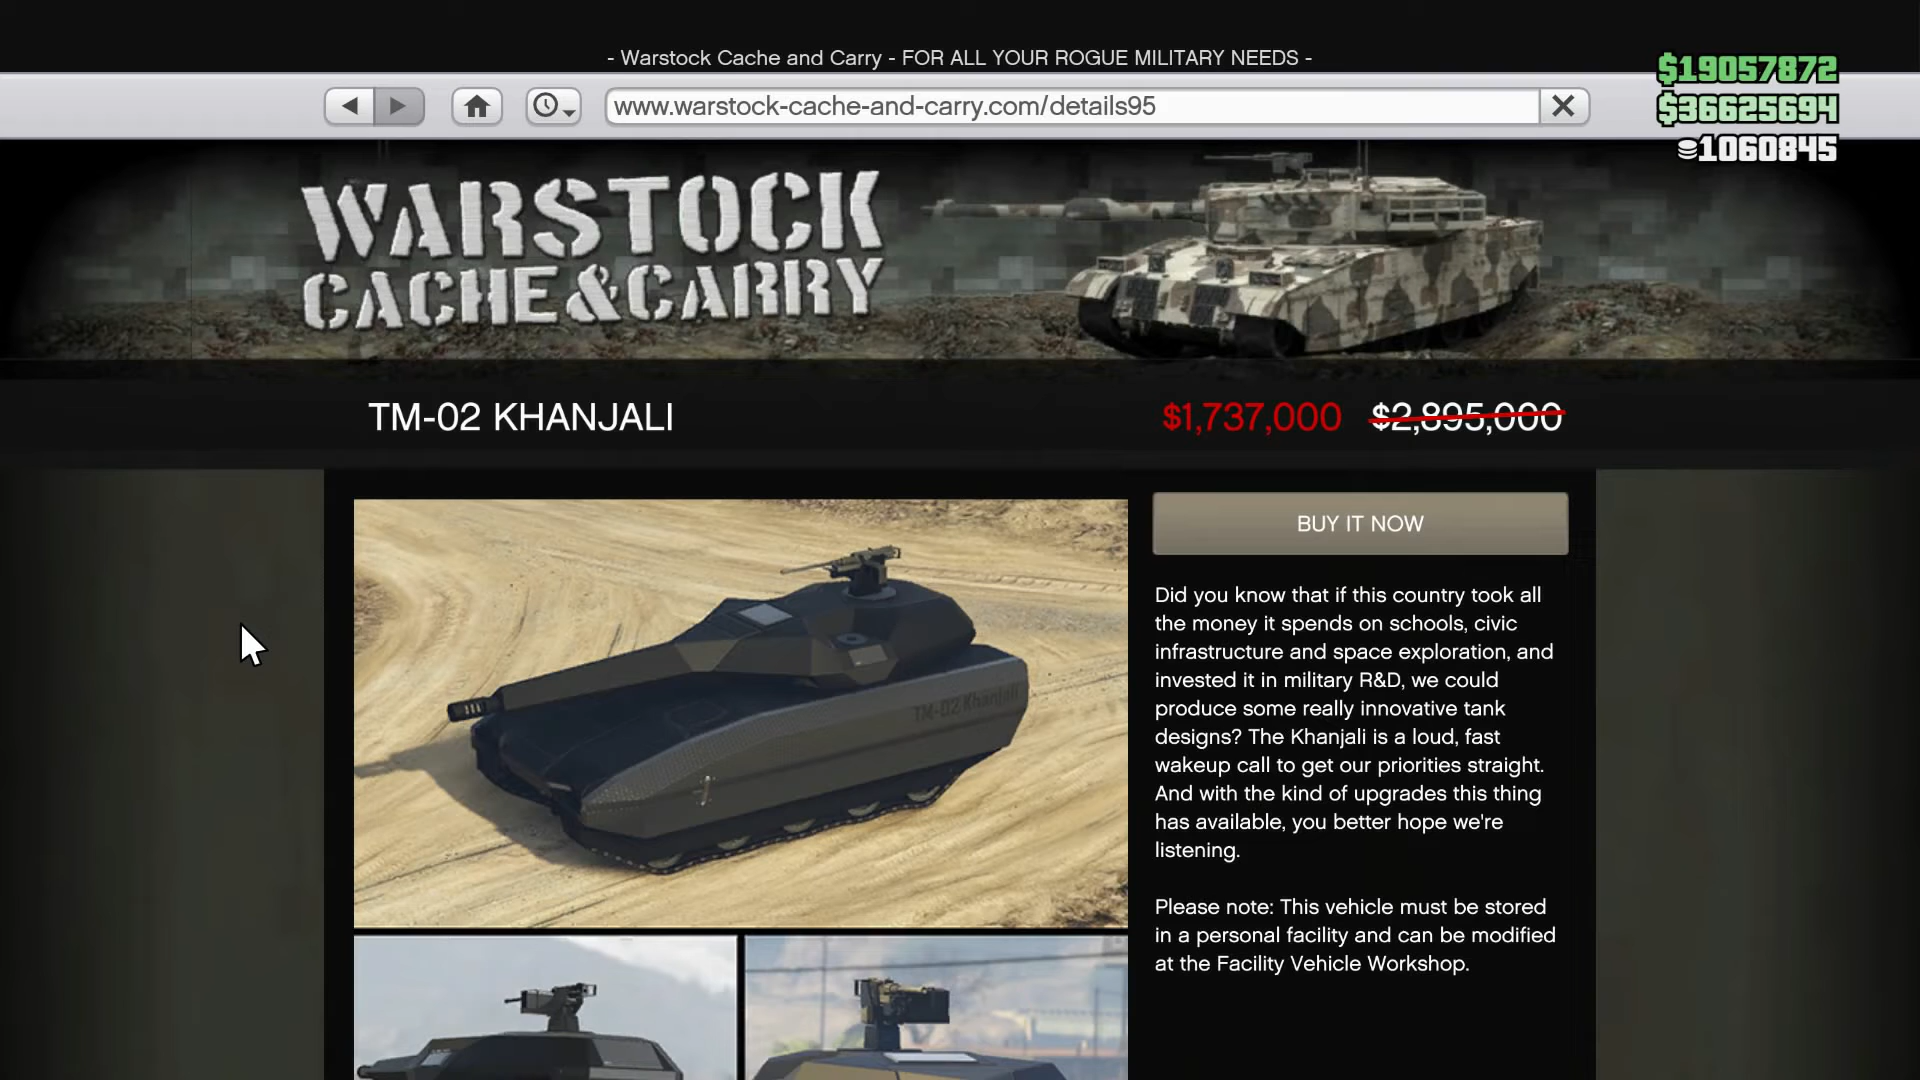 - Warstock Cache and Carry - FOR ALL YOUR ROGUE MILITARY NEEDS -
$19057872
www.warstock-cache-and-carry.com/details95
$36625694
1060845
WARSTOCK
CACHE & CARRY
TM-02 KHANJALI
$1,737,000 $2,895,000
BUY IT NOW
Did you know that if this country took all
the money it spends on schools, civic
infrastructure and space exploration, and
invested it in military R&D, we could
produce some really innovative tank
designs? The Khanjali is a loud, fast
wakeup call to get our priorities straight.
And with the kind of upgrades this thing
has available, you better hope we're
listening.
Please note: This vehicle must be stored
in a personal facility and can be modified
at the Facility Vehicle Workshop.
TM-02 Khanjali